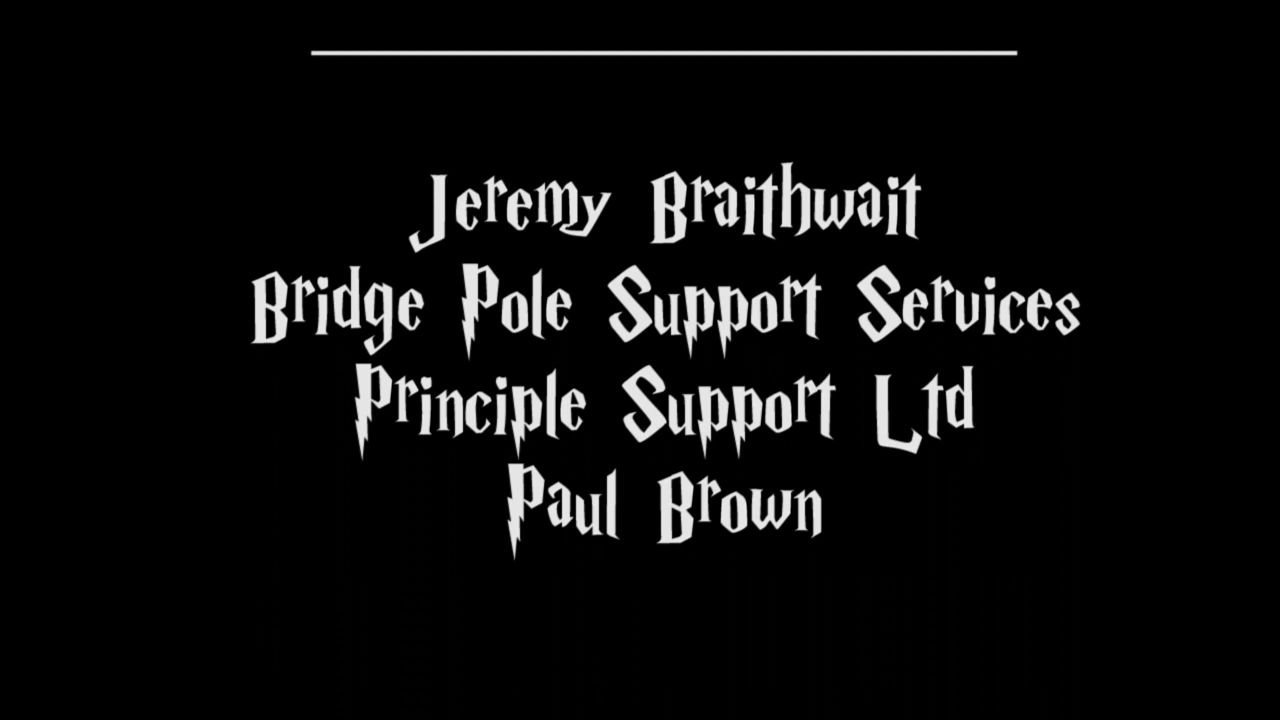 Jeremy Braithwait
Bridge Pole Support Services
Principle Support Ltd
Paul Brown